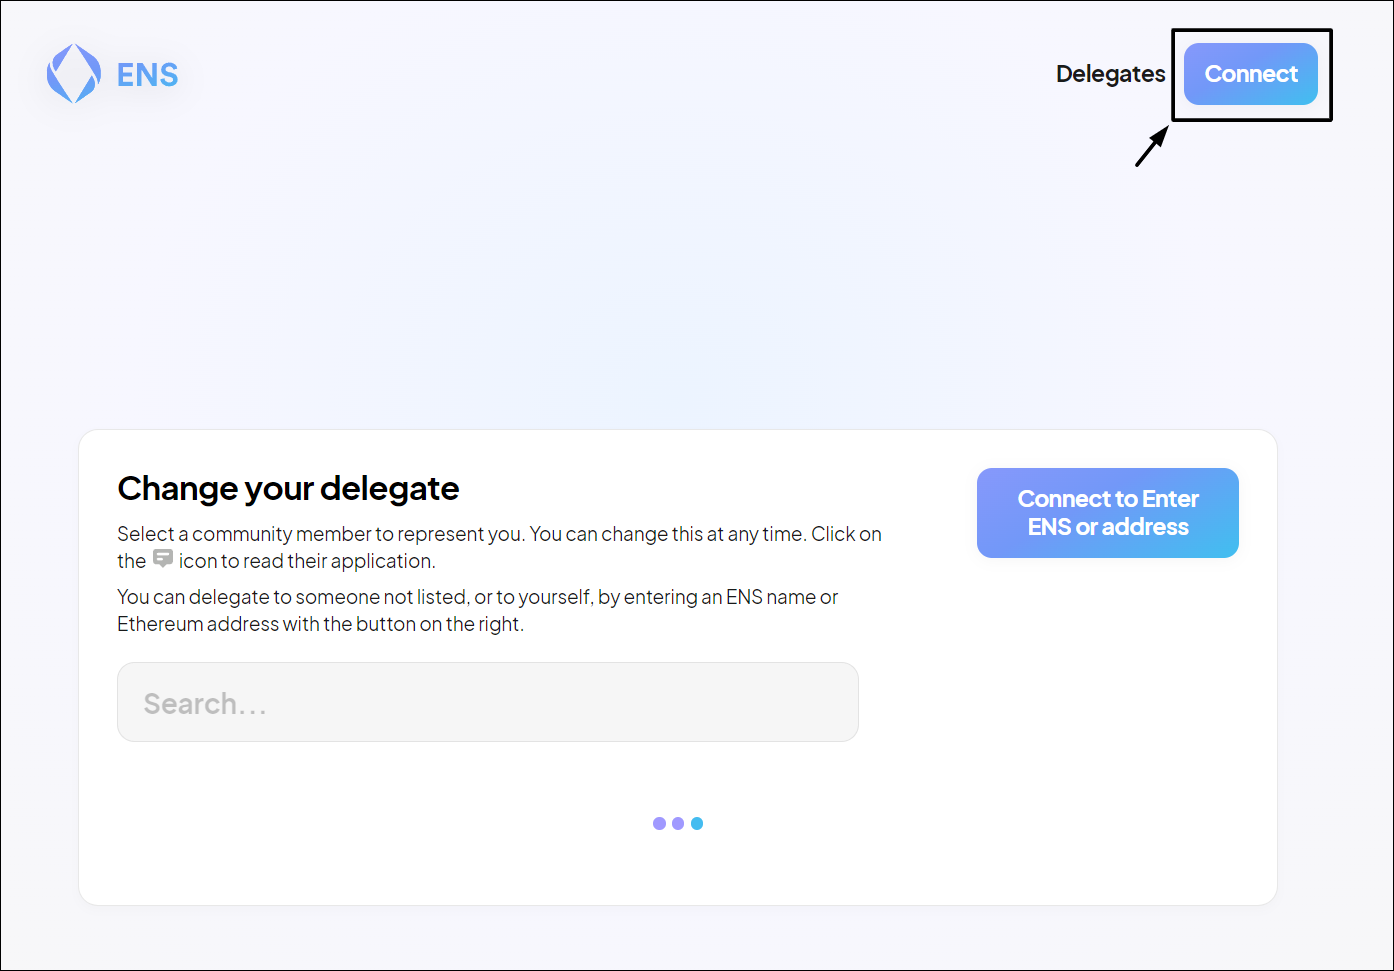 ENS
Delegates
Connect
Change your delegate
Select a community member to represent you. You can change this at any time. Click on
the icon to read their application.
You can delegate to someone not listed, or to yourself, by entering an ENS name or
Ethereum address with the button on the right.
Connect to Enter
ENS or address
Search...